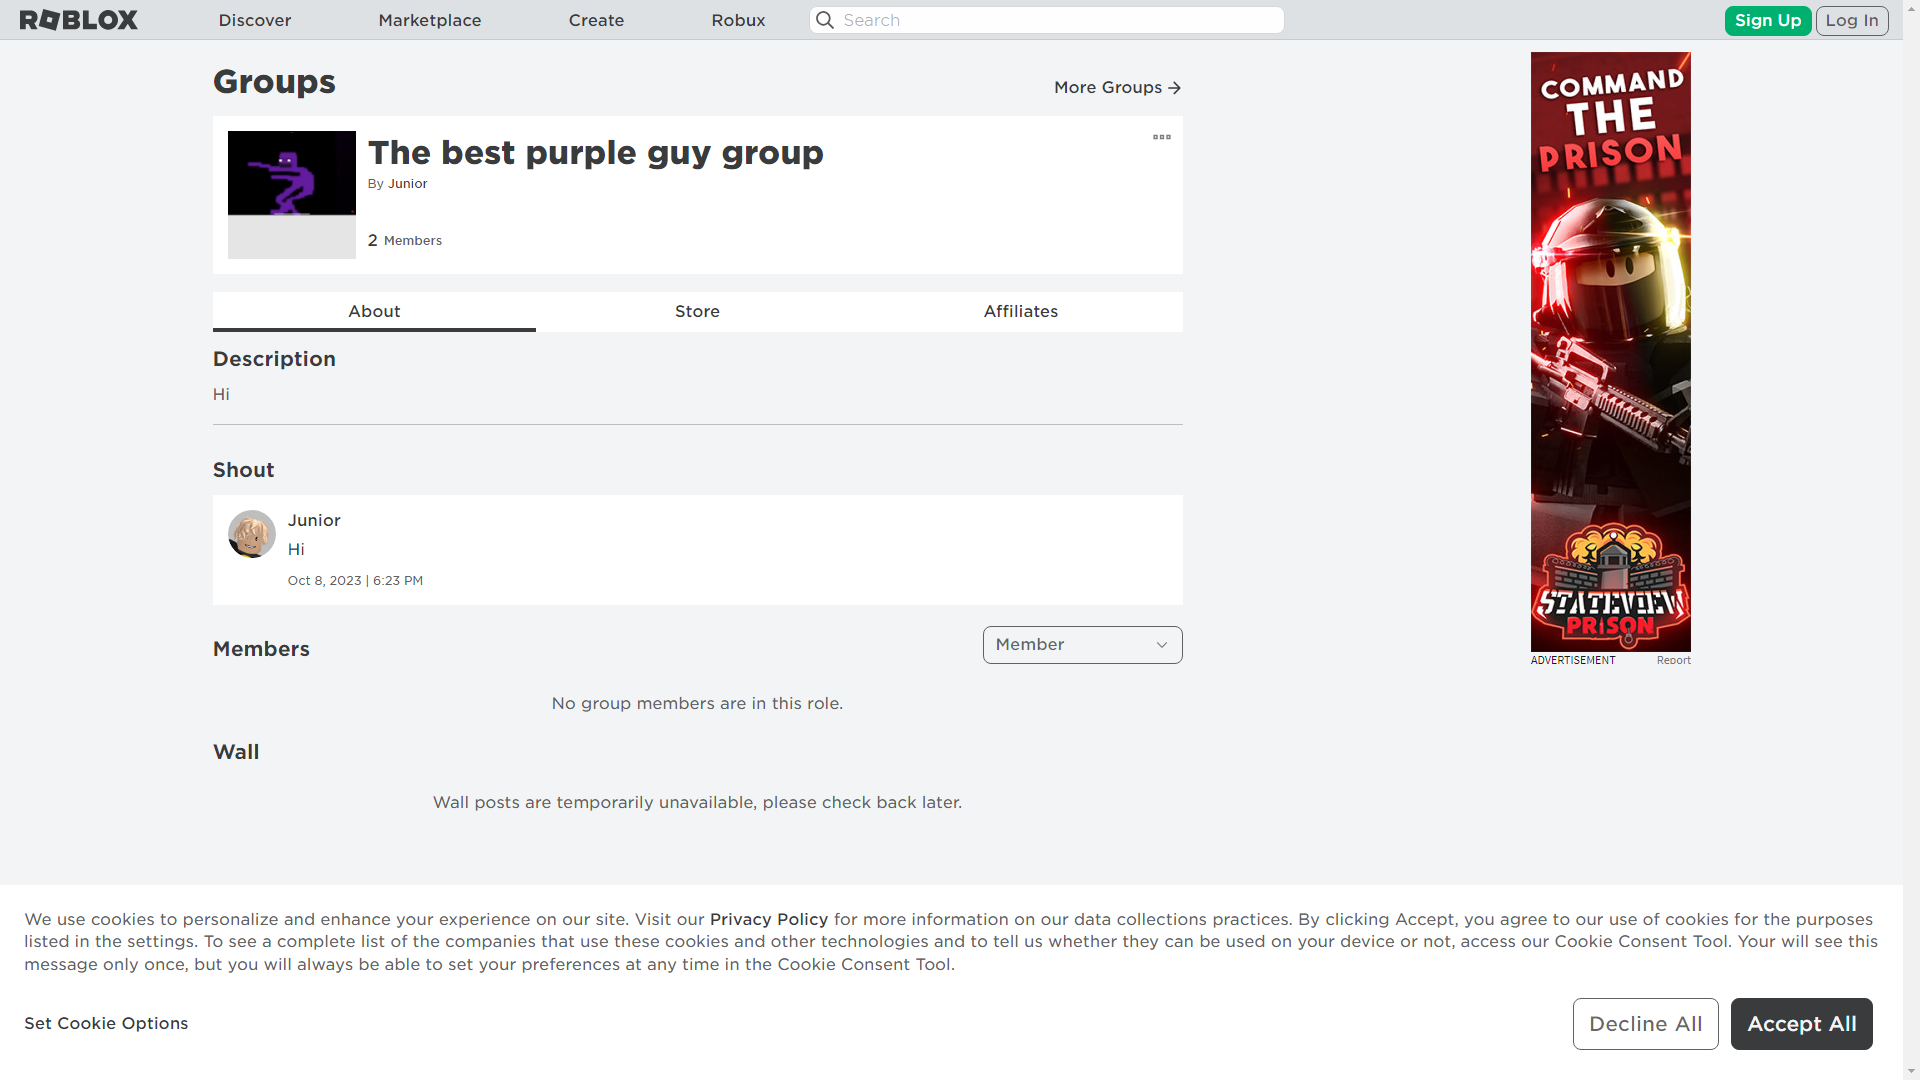 ROBLOX
Discover
Marketplace
Create
Robux
Search
Sign Up
Log In
Groups
More Groups →
The best purple guy group
By Junior
2 Members
About
Store
Affiliates
Description
Hi
Shout
Junior
Hi
Oct 8, 2023 | 6:23 PM
Members
Member
No group members are in this role.
Wall
Wall posts are temporarily unavailable, please check back later.
COMMAND
THE
PRISON
STATEVIEW
PRISON
ADVERTISEMENT
Report
We use cookies to personalize and enhance your experience on our site. Visit our Privacy Policy for more information on our data collections practices. By clicking Accept, you agree to our use of cookies for the purposes
listed in the settings. To see a complete list of the companies that use these cookies and other technologies and to tell us whether they can be used on your device or not, access our Cookie Consent Tool. Your will see this
message only once, but you will always be able to set your preferences at any time in the Cookie Consent Tool.
Set Cookie Options
Decline All
Accept All